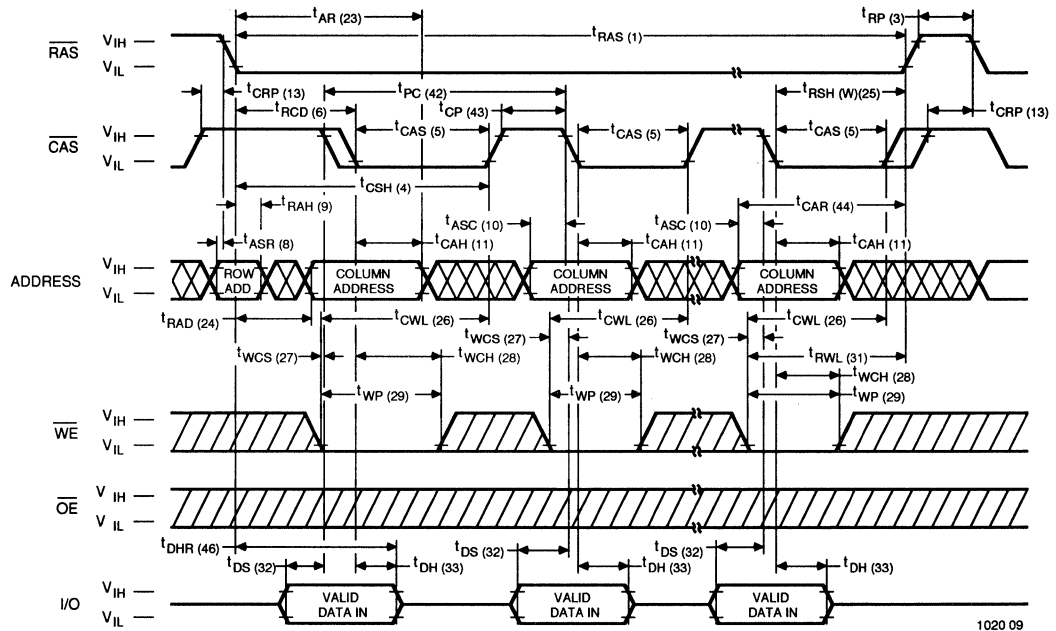 tAR (23)
tRP (3)
tRAS (1)
RAS
VIH
VIL
tCRP (13)
tPC (42)
tRSH (W)(25)
tRCD (6)
tCP (43)
tCRP (13)
CAS
VIH
VIL
tCAS (5)
tCAS (5)
tCAS (5)
tCSH (4)
tCAR (44)
tRAH (9)
tASC (10)
tASC (10)
tASR (8)
tCAH (11)
tCAH (11)
tCAH (11)
ADDRESS
VIH
VIL
ROW
ADD
COLUMN
ADDRESS
COLUMN
ADDRESS
COLUMN
ADDRESS
tRAD (24)
tCWL (26)
tCWL (26)
tCWL (26)
tWCS (27)
tWCS (27)
tWCS (27)
tWCH (28)
tWCH (28)
tRWL (31)
tWCH (28)
tWP (29)
tWP (29)
tWP (29)
WE
VIH
VIL
OE
V IH
V IL
tDHR (46)
tDS (32)
tDS (32)
tDS (32)
tDH (33)
tDH (33)
tDH (33)
I/O
VIH
VIL
VALID
DATA IN
VALID
DATA IN
VALID
DATA IN
1020 09